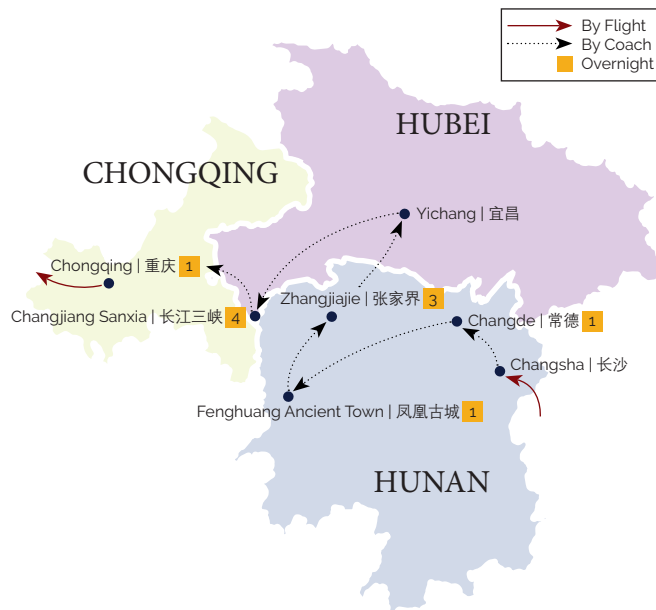 By Flight
By Coach
Overnight
HUBEI
CHONGQING
Yichang | 宜昌
Chongqing | 重庆 1
Zhangjiajie | 张家界 3
Changjiang Sanxia | 长江三峡 4
Changde | 常德 1
Changsha | 长沙
Fenghuang Ancient Town | 凤凰古城 1
HUNAN